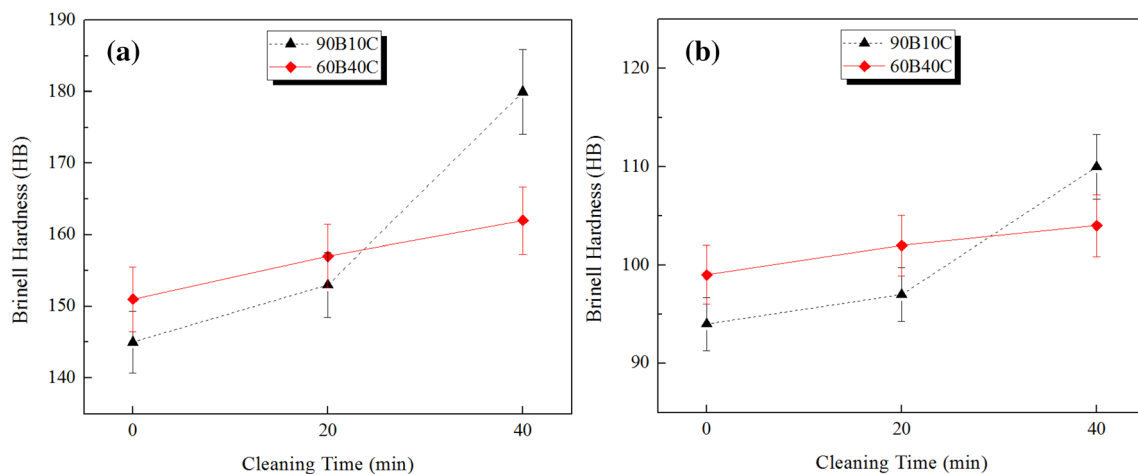 (a)
90B10C
60B40C
Brinell Hardness (HB)
190
180
170
160
150
140
0
20
40
Cleaning Time (min)
(b)
90B10C
60B40C
Brinell Hardness (HB)
120
110
100
90
0
20
40
Cleaning Time (min)